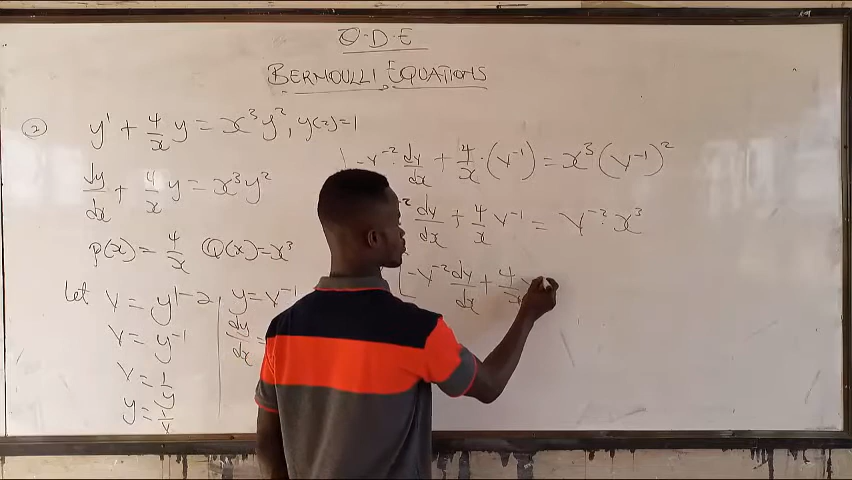 O.D.E
BERMOULLI EQUATIONS
② y' + 4/x y = x³y², y(2)=1
dy/dx + 4/x y = x³y²
p(x) = 4/x Q(x)=x³
let V = y^1-2
V = y^-1
V = 1/y
y = 1/V
y = V^-1
dy/dx =
-V^-2 dy/dx + 4/x · (V^-1) = x³(V^-1)²
^-2 dy/dx + 4/x V^-1 = V^-2 · x³
[-V^-2 dy/dx + 4/x